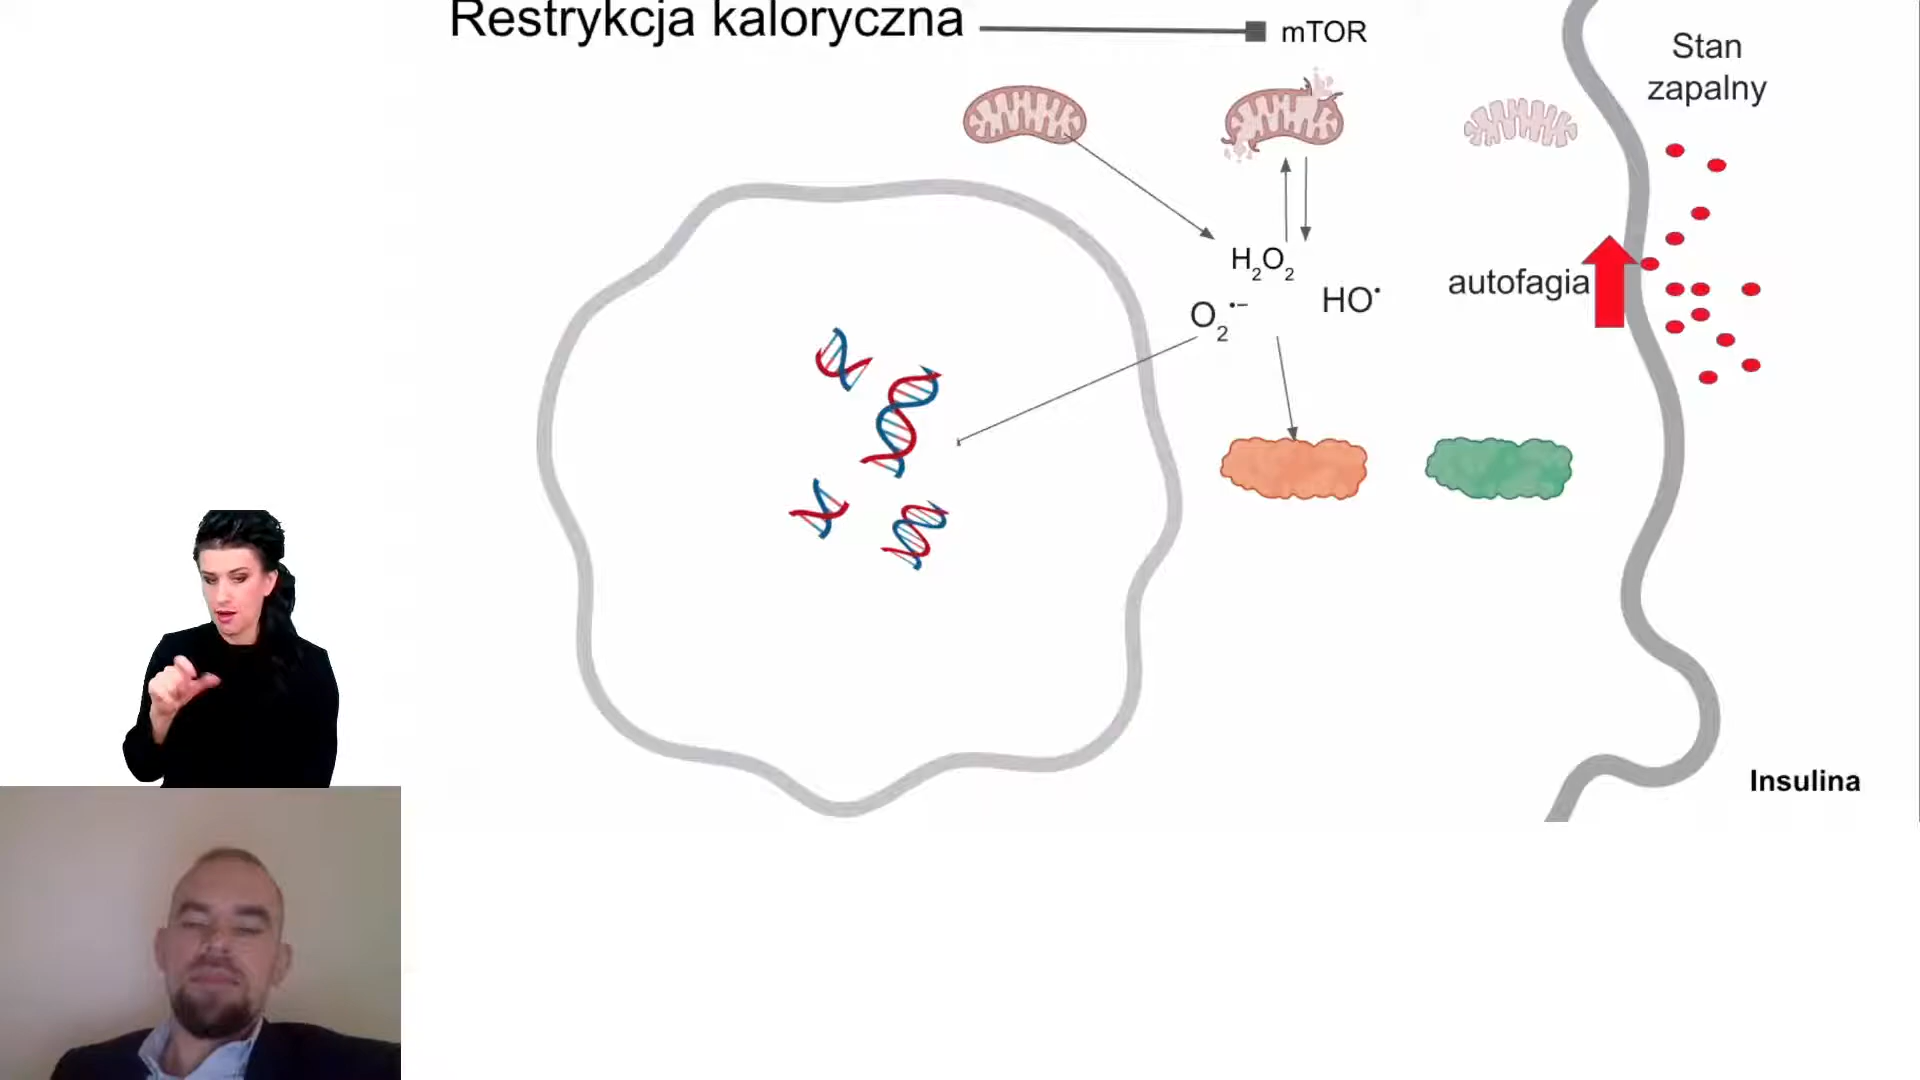 Restrykcja kaloryczna
mTOR
Stan
zapalny
H₂O₂
HO•
O₂•−
autofagia
Insulina